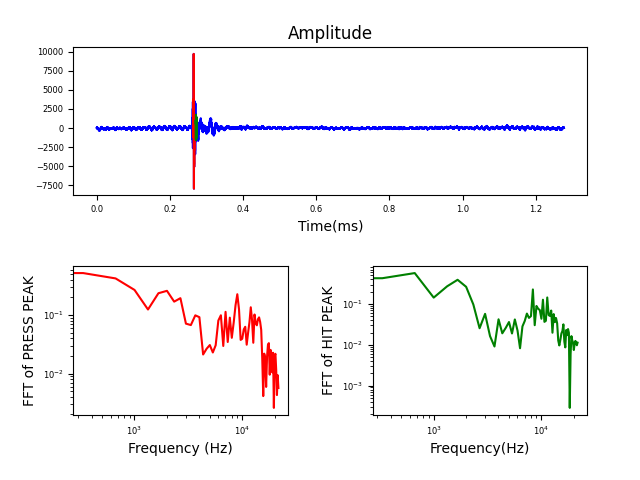 Amplitude
10000
7500
5000
2500
0
−2500
−5000
−7500
0.0 0.2 0.4 0.6 0.8 1.0 1.2
Time(ms)
FFT of PRESS PEAK
10⁻¹
10⁻²
10³ 10⁴
Frequency (Hz)
FFT of HIT PEAK
10⁻¹
10⁻²
10⁻³
10³ 10⁴
Frequency(Hz)